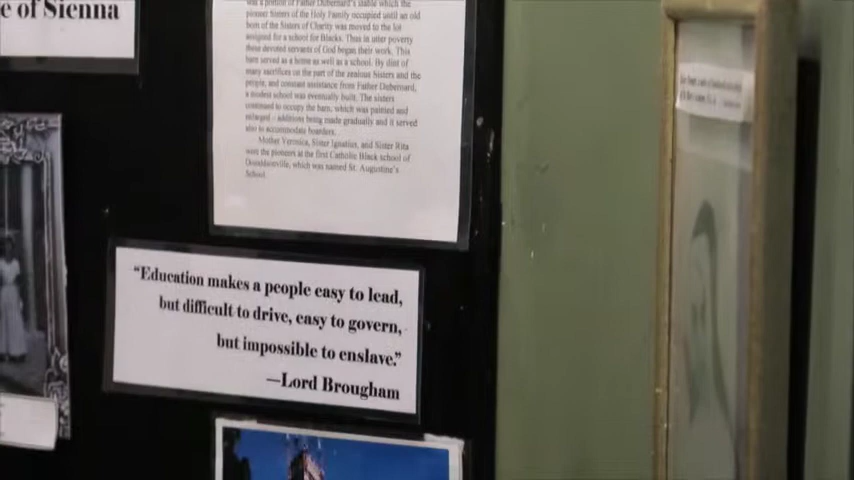 e of Sienna
was a portion of Father Dubernard's stable which the
pioneer Sisters of the Holy Family occupied until an old
barn of the Sisters of Charity was moved to the lot
assigned for a school for Blacks. Thus in utter poverty
these devoted servants of God began their work. This
barn served as a home as well as a school. By dint of
many sacrifices on the part of the zealous Sisters and the
people, and constant assistance from Father Dubernard,
a modest school was eventually built. The sisters
continued to occupy the barn, which was painted and
enlarged - additions being made gradually and it served
also to accommodate boarders.
Mother Veronica, Sister Ignatius, and Sister Rita
were the pioneers at the first Catholic Black school of
Donaldsonville, which was named St. Augustine's
School.
“Education makes a people easy to lead,
but difficult to drive, easy to govern,
but impossible to enslave.”
—Lord Brougham